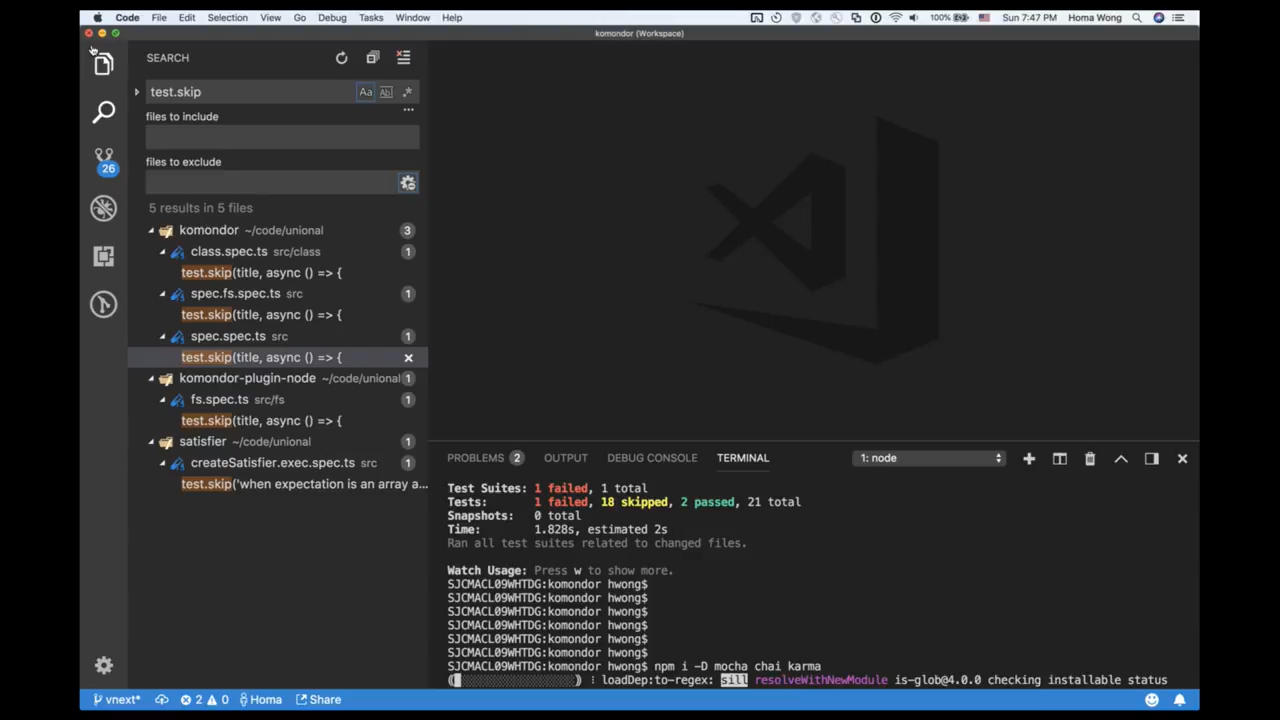 Code File Edit Selection View Go Debug Tasks Window Help 100% Sun 7:47 PM Homa Wong
komondor (Workspace)
SEARCH
test.skip Aa Ab| .*
...
files to include
files to exclude
5 results in 5 files
komondor ~/code/unional 3
class.spec.ts src/class 1
test.skip(title, async () => {
spec.fs.spec.ts src 1
test.skip(title, async () => {
spec.spec.ts src 1
test.skip(title, async () => {
komondor-plugin-node ~/code/unional 1
fs.spec.ts src/fs 1
test.skip(title, async () => {
satisfier ~/code/unional 1
createSatisfier.exec.spec.ts src 1
test.skip('when expectation is an array a...
26
PROBLEMS 2 OUTPUT DEBUG CONSOLE TERMINAL 1: node
Test Suites: 1 failed, 1 total
Tests: 1 failed, 18 skipped, 2 passed, 21 total
Snapshots: 0 total
Time: 1.828s, estimated 2s
Ran all test suites related to changed files.
Watch Usage: Press w to show more.
SJCMACL09WHTDG:komondor hwong$
SJCMACL09WHTDG:komondor hwong$
SJCMACL09WHTDG:komondor hwong$
SJCMACL09WHTDG:komondor hwong$
SJCMACL09WHTDG:komondor hwong$
SJCMACL09WHTDG:komondor hwong$
SJCMACL09WHTDG:komondor hwong$ npm i -D mocha chai karma
(░░░░░░░░░░░░░░░░░░) ⠸ loadDep:to-regex: sill resolveWithNewModule is-glob@4.0.0 checking installable status
vnext* 2 0 Homa Share